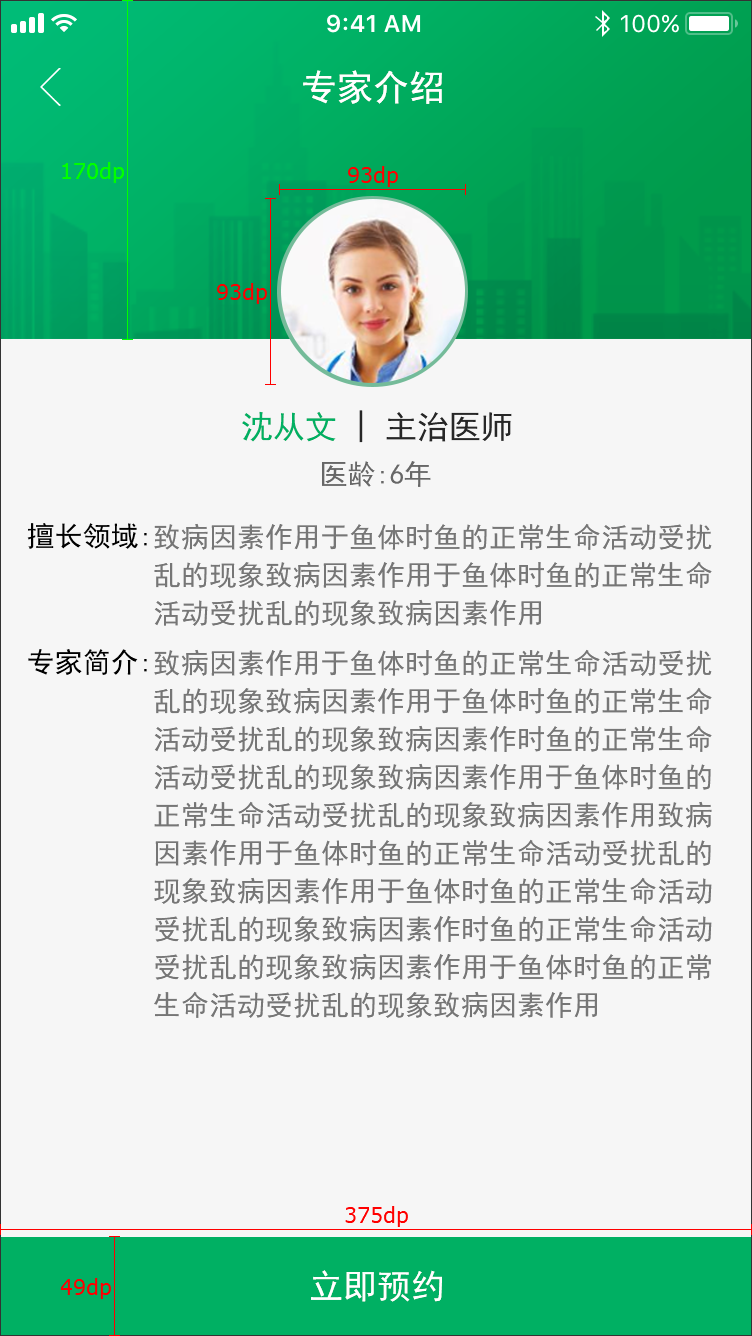 9:41 AM
100%
专家介绍
170dp
93dp
93dp
沈从文 | 主治医师
医龄:6年
擅长领域:致病因素作用于鱼体时鱼的正常生命活动受扰
乱的现象致病因素作用于鱼体时鱼的正常生命
活动受扰乱的现象致病因素作用
专家简介:致病因素作用于鱼体时鱼的正常生命活动受扰
乱的现象致病因素作用于鱼体时鱼的正常生命
活动受扰乱的现象致病因素作时鱼的正常生命
活动受扰乱的现象致病因素作用于鱼体时鱼的
正常生命活动受扰乱的现象致病因素作用致病
因素作用于鱼体时鱼的正常生命活动受扰乱的
现象致病因素作用于鱼体时鱼的正常生命活动
受扰乱的现象致病因素作时鱼的正常生命活动
受扰乱的现象致病因素作用于鱼体时鱼的正常
生命活动受扰乱的现象致病因素作用
375dp
49dp
立即预约